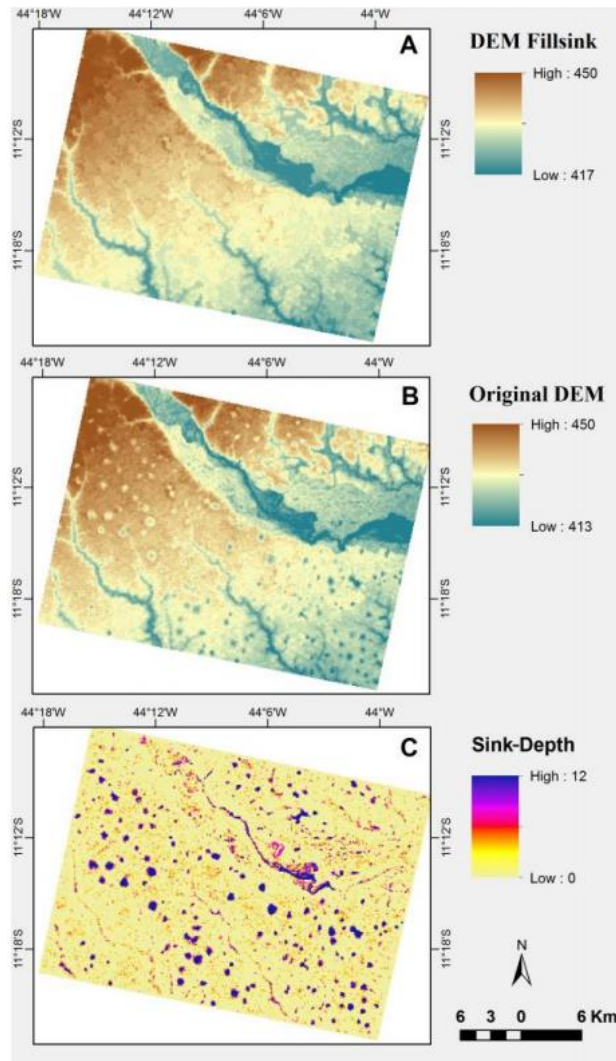 44°18'W 44°12'W 44°6'W 44°W
A
11°12'S
11°18'S
11°12'S
11°18'S
DEM Fillsink
High : 450
Low : 417
44°18'W 44°12'W 44°6'W 44°W
B
11°12'S
11°18'S
11°12'S
11°18'S
Original DEM
High : 450
Low : 413
44°18'W 44°12'W 44°6'W 44°W
C
11°12'S
11°18'S
11°12'S
11°18'S
Sink-Depth
High : 12
Low : 0
N
6 3 0 6 Km